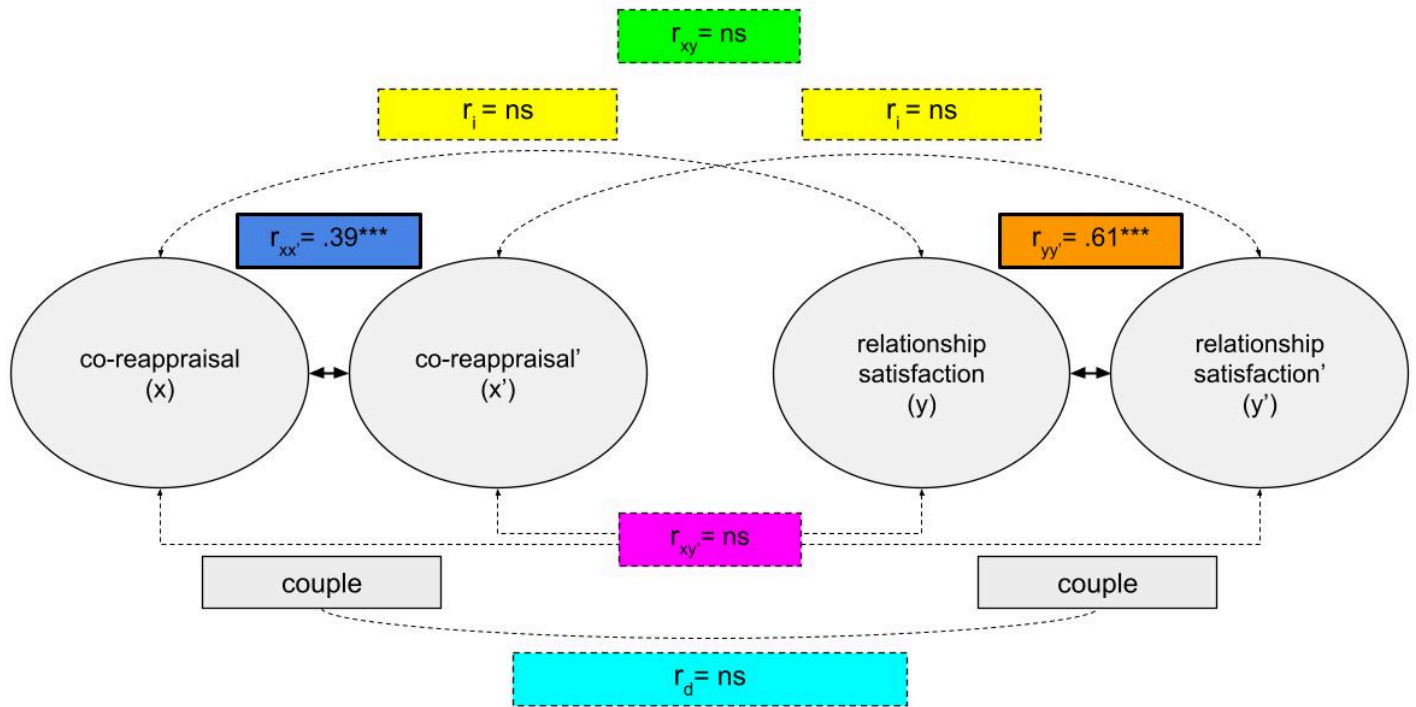 r_xy = ns
r_i = ns
r_i = ns
r_xx’ = .39***
r_yy’ = .61***
co-reappraisal
(x)
co-reappraisal’
(x’)
relationship
satisfaction
(y)
relationship
satisfaction’
(y’)
r_xy’ = ns
couple
couple
r_d = ns